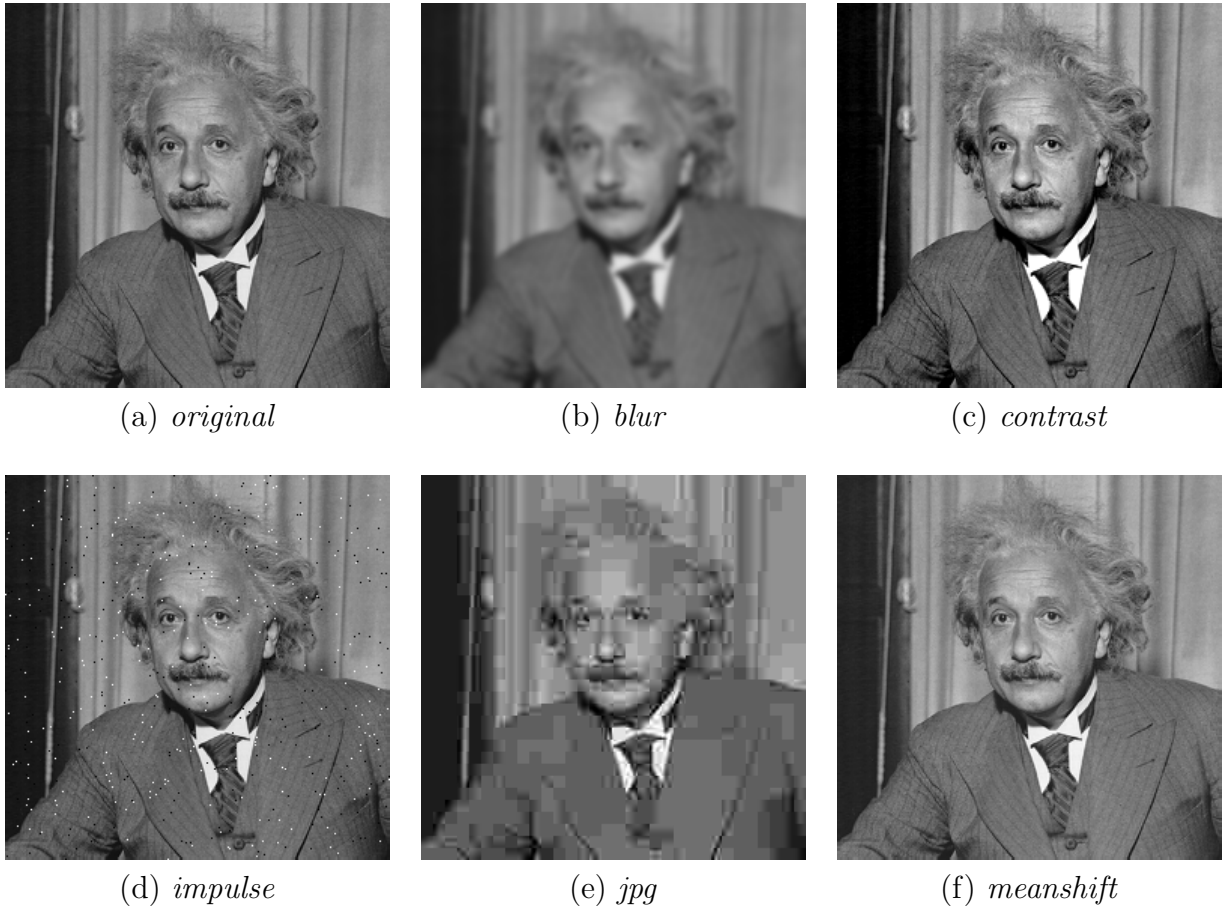 (a) original
(b) blur
(c) contrast
(d) impulse
(e) jpg
(f) meanshift